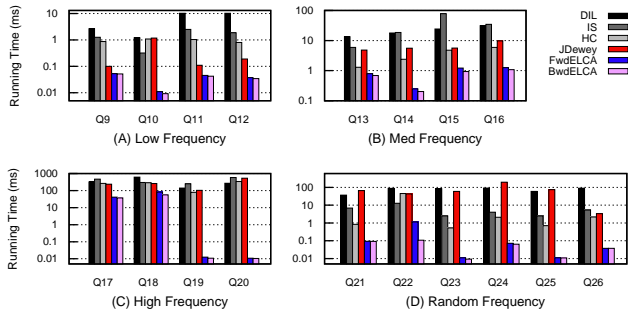 Running Time (ms)
10
1
0.1
0.01
Q9 Q10 Q11 Q12
(A) Low Frequency
100
10
1
0.1
Q13 Q14 Q15 Q16
(B) Med Frequency
DIL
IS
HC
JDewey
FwdELCA
BwdELCA
Running Time (ms)
1000
100
10
1
0.1
0.01
Q17 Q18 Q19 Q20
(C) High Frequency
100
10
1
0.1
0.01
Q21 Q22 Q23 Q24 Q25 Q26
(D) Random Frequency